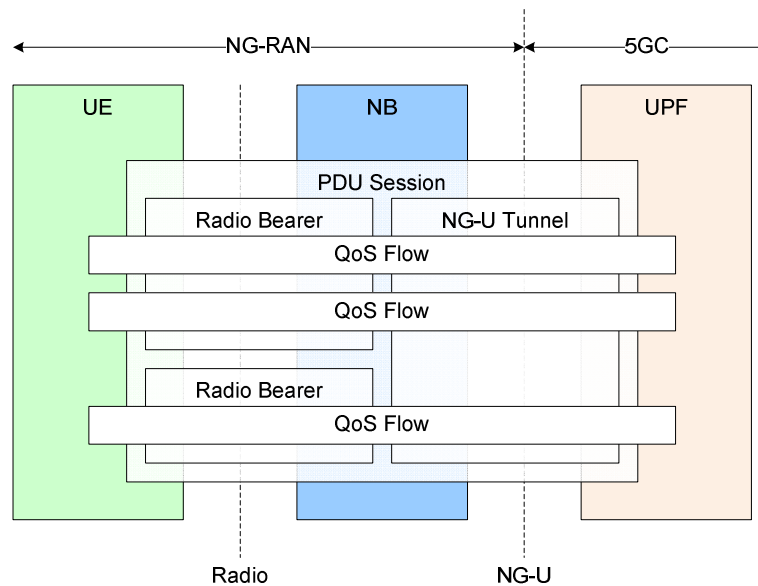 NG-RAN
5GC
UE
NB
UPF
PDU Session
Radio Bearer
NG-U Tunnel
QoS Flow
QoS Flow
Radio Bearer
QoS Flow
Radio
NG-U